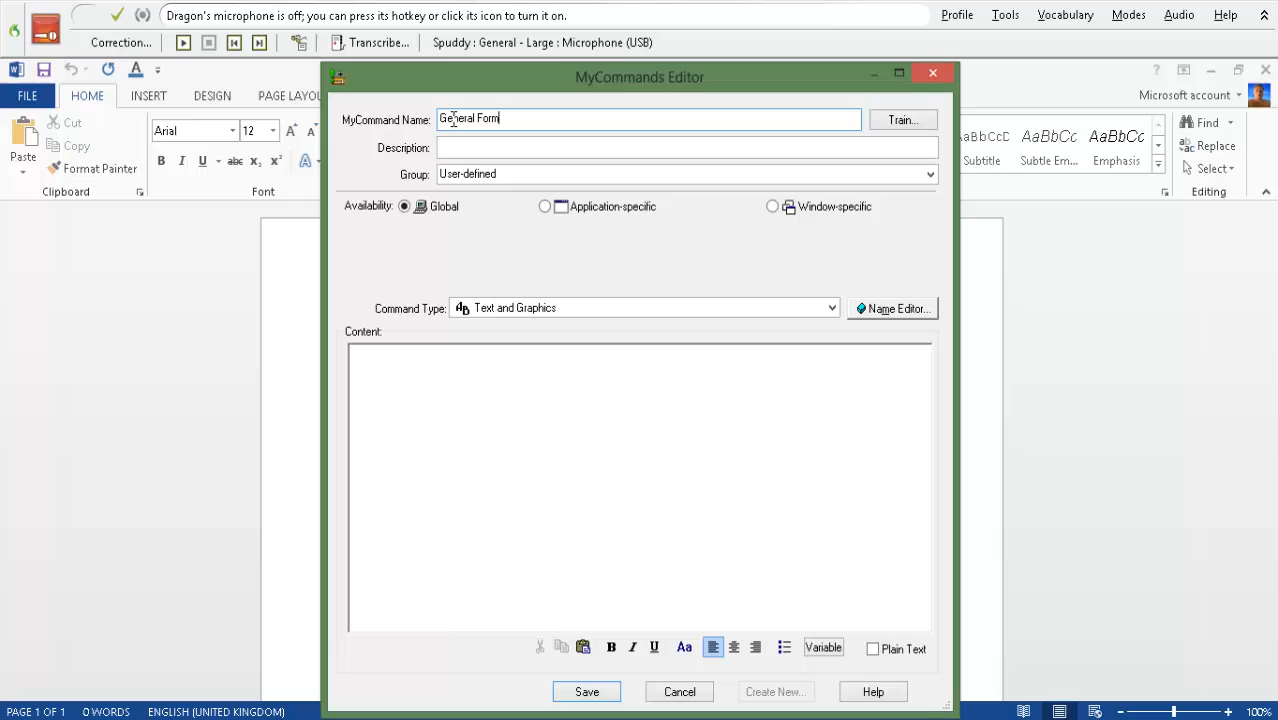 Dragon's microphone is off; you can press its hotkey or click its icon to turn it on.
Profile Tools Vocabulary Modes Audio Help
Correction... Transcribe... Spuddy : General - Large : Microphone (USB)
FILE HOME INSERT DESIGN PAGE LAYOU
Microsoft account
MyCommands Editor
Cut
Copy
Paste
Format Painter
Clipboard
Arial 12
B I U abc x₂ x²
Font
AaBbCcD AaBbCc AaBbCc
Subtitle Subtle Em... Emphasis
Find
Replace
Select
Editing
MyCommand Name: General Form Train...
Description:
Group: User-defined
Availability: Global Application-specific Window-specific
Command Type: Text and Graphics Name Editor...
Content:
B I U Aa Variable Plain Text
Save Cancel Create New... Help
PAGE 1 OF 1 0 WORDS ENGLISH (UNITED KINGDOM) 100%